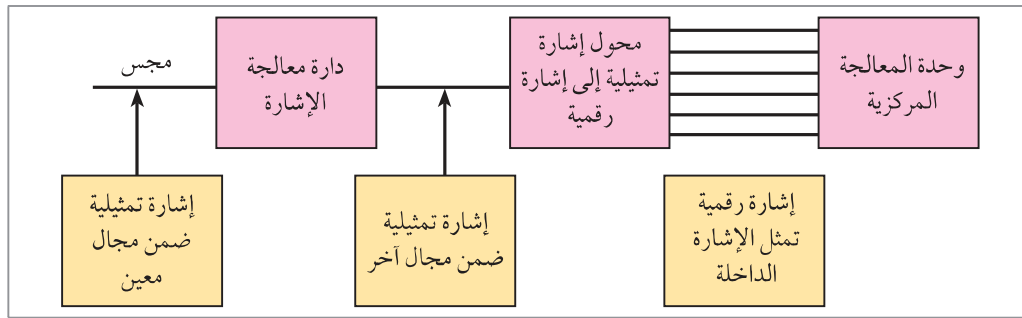 مجس
دارة معالجة
الإشارة
محول إشارة
تمثيلية إلى إشارة
رقمية
وحدة المعالجة
المركزية
إشارة تمثيلية
ضمن مجال
معين
إشارة تمثيلية
ضمن مجال آخر
إشارة رقمية
تمثل الإشارة
الداخلة